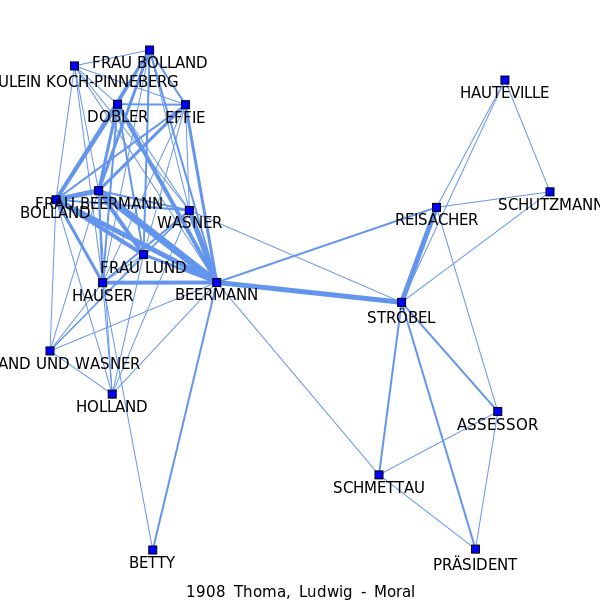 FRAU BOLLAND
ULEIN KOCH-PINNEBERG
HAUTEVILLE
DOBLER
EFFIE
FRAU BEERMANN
SCHUTZMANN
BOLLAND
WASNER
REISACHER
FRAU LUND
HAUSER
BEERMANN
STRÖBEL
AND UND WASNER
HOLLAND
ASSESSOR
SCHMETTAU
BETTY
PRÄSIDENT
1908 Thoma, Ludwig - Moral